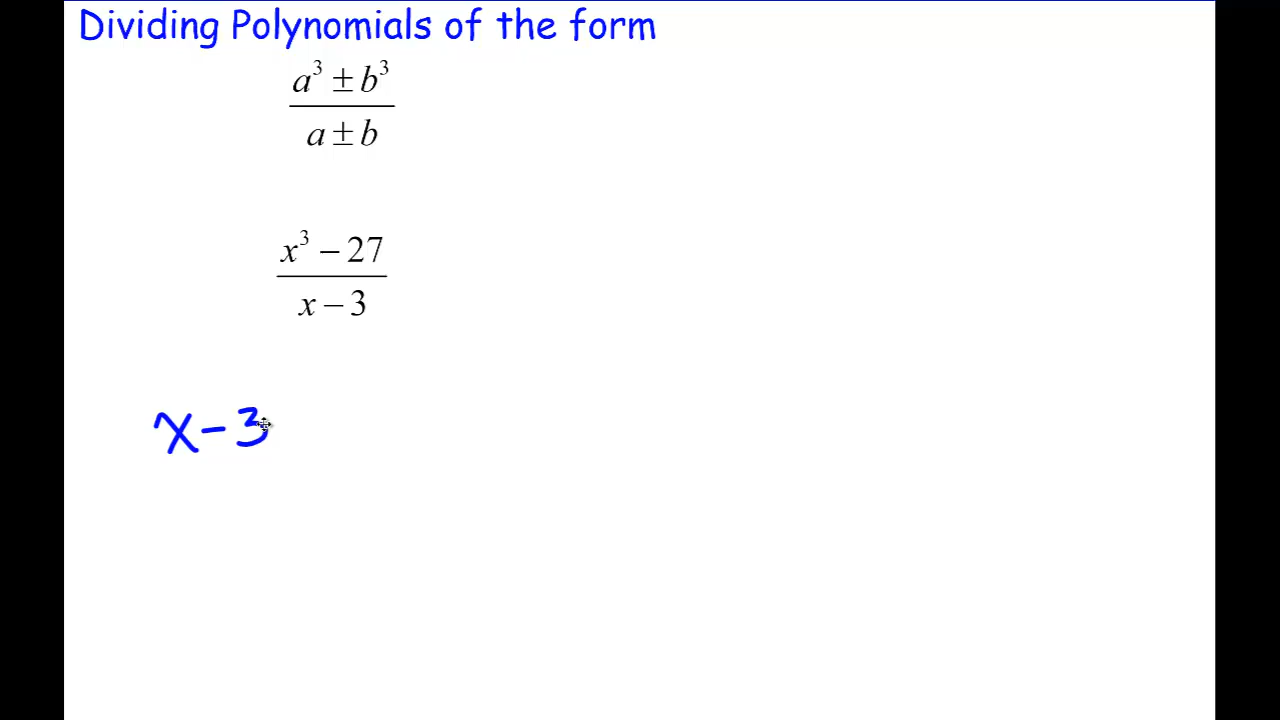 Dividing Polynomials of the form
a³ ± b³
a ± b
x³ − 27
x − 3
x − 3